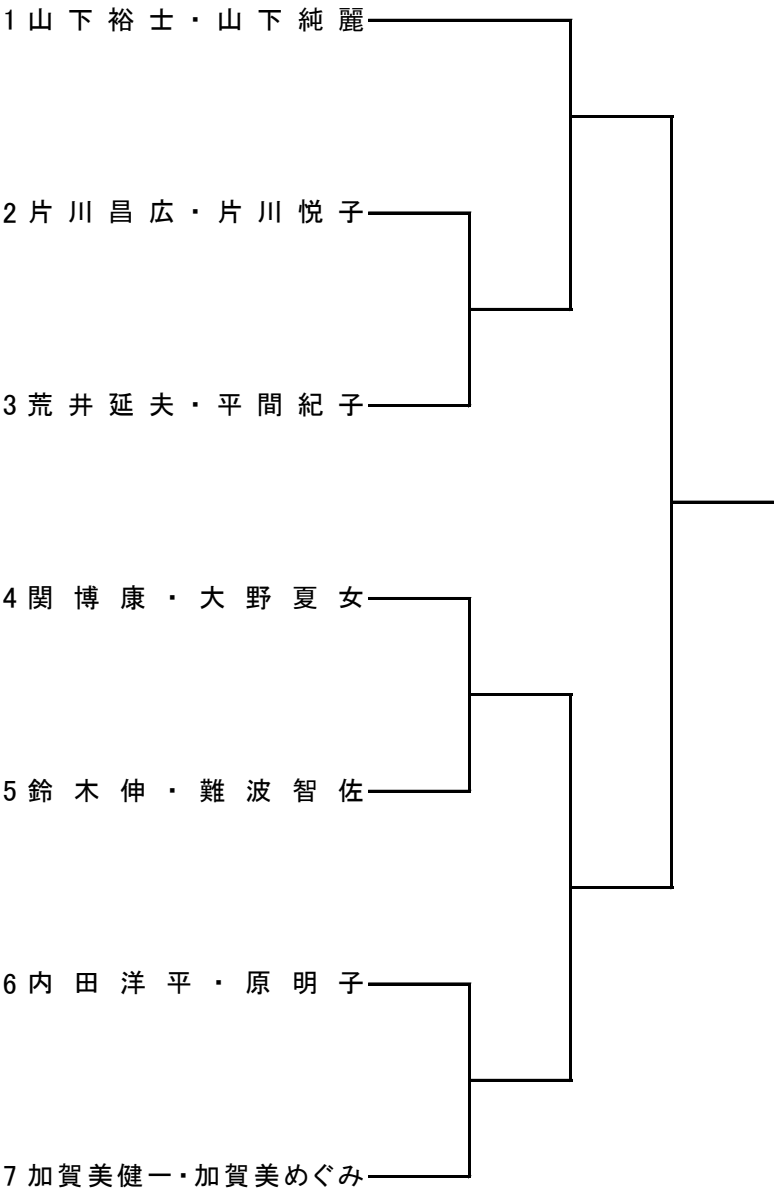 1 山下裕士・山下純麗
2 片川昌広・片川悦子
3 荒井延夫・平間紀子
4 関博康・大野夏女
5 鈴木伸・難波智佐
6 内田洋平・原明子
7 加賀美健一・加賀美めぐみ